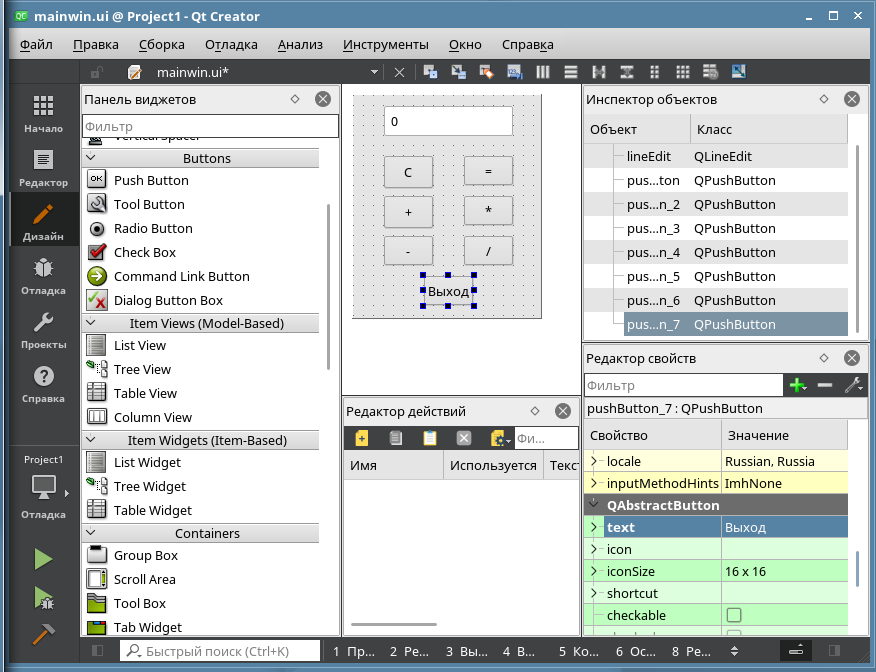 mainwin.ui @ Project1 - Qt Creator
Файл Правка Сборка Отладка Анализ Инструменты Окно Справка
mainwin.ui*
Начало
Редактор
Дизайн
Отладка
Проекты
Справка
Project1
Отладка
Панель виджетов
Фильтр
Vertical Spacer
Buttons
OK Push Button
Tool Button
Radio Button
Check Box
Command Link Button
Dialog Button Box
Item Views (Model-Based)
List View
Tree View
Table View
Column View
Item Widgets (Item-Based)
List Widget
Tree Widget
Table Widget
Containers
Group Box
Scroll Area
Tool Box
Tab Widget
0
C =
+ *
- /
Выход
Редактор действий
Фи...
Имя Используется Текст
Инспектор объектов
Объект Класс
lineEdit QLineEdit
pus...ton QPushButton
pus...n_2 QPushButton
pus...n_3 QPushButton
pus...n_4 QPushButton
pus...n_5 QPushButton
pus...n_6 QPushButton
pus...n_7 QPushButton
Редактор свойств
Фильтр
pushButton_7 : QPushButton
Свойство Значение
locale Russian, Russia
inputMethodHints ImhNone
QAbstractButton
text Выход
icon
iconSize 16 x 16
shortcut
checkable
Быстрый поиск (Ctrl+K) 1 Пр... 2 Ре... 3 Вы... 4 В... 5 Ко... 6 Ос... 8 Ре...